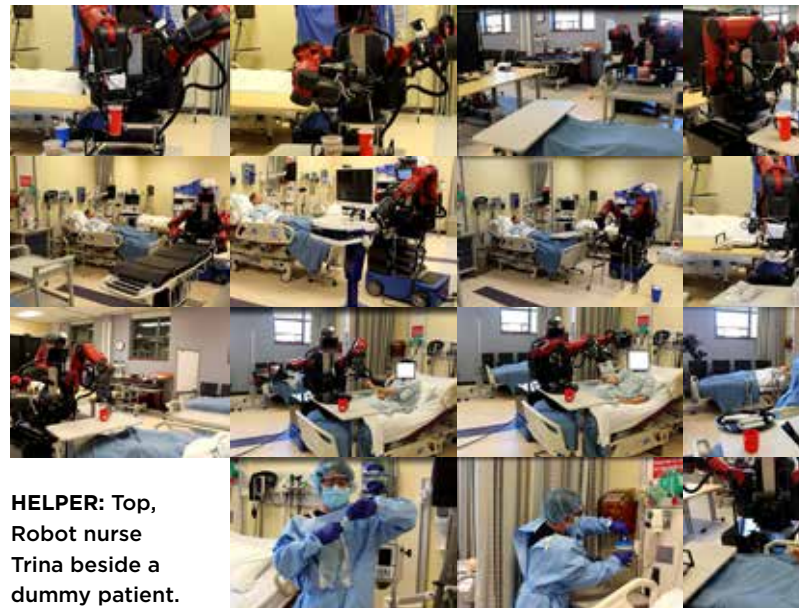 HELPER: Top,
Robot nurse
Trina beside a
dummy patient.